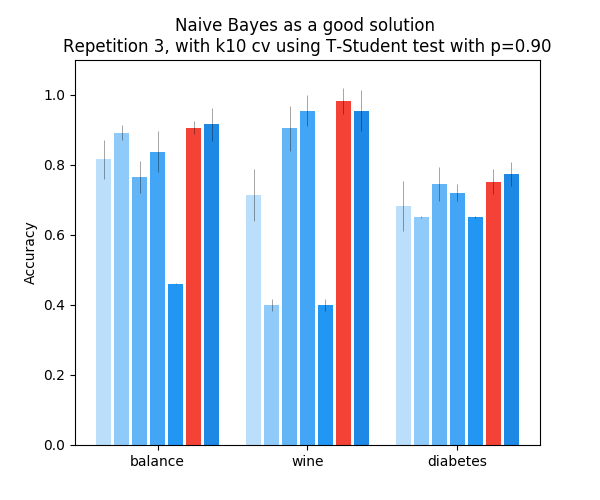 Naive Bayes as a good solution
Repetition 3, with k10 cv using T-Student test with p=0.90
Accuracy
1.0
0.8
0.6
0.4
0.2
0.0
balance
wine
diabetes